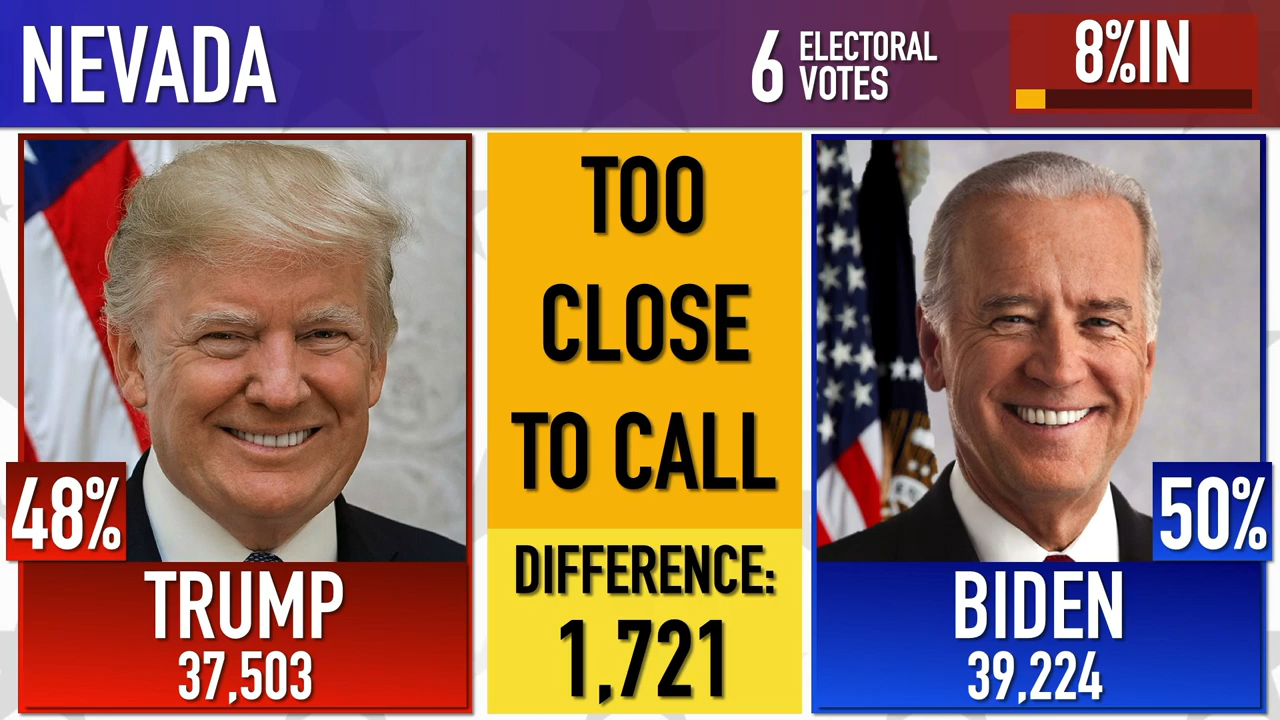 NEVADA
6 ELECTORAL VOTES
8%IN
TOO
CLOSE
TO CALL
48%
50%
DIFFERENCE:
1,721
TRUMP
37,503
BIDEN
39,224